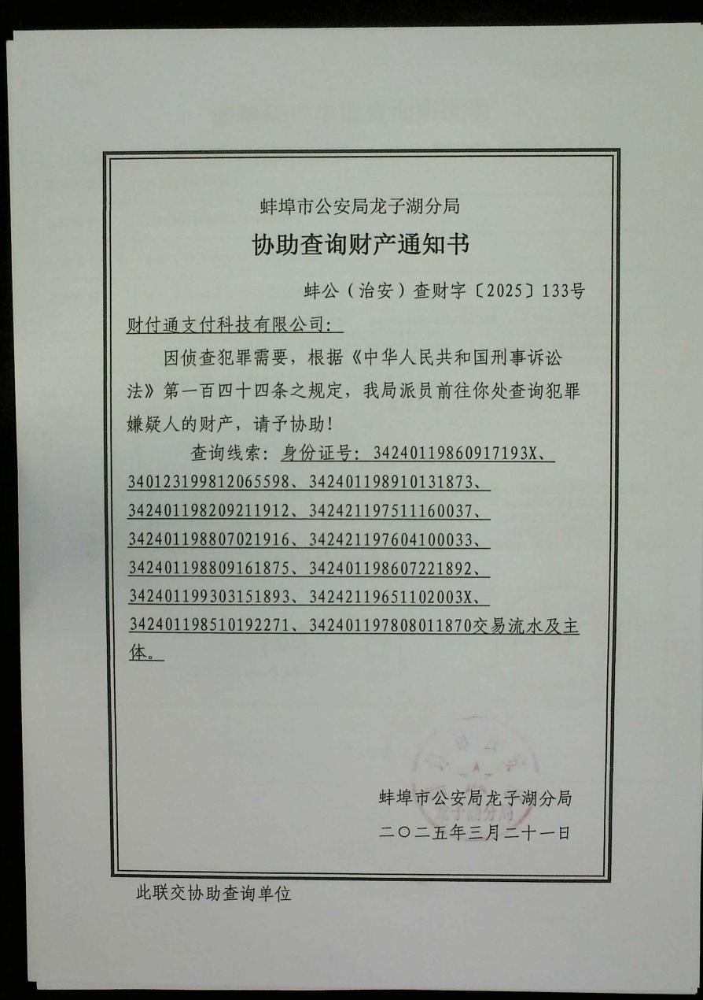 蚌埠市公安局龙子湖分局
协助查询财产通知书
蚌公（治安）查财字〔2025〕133号
财付通支付科技有限公司：
因侦查犯罪需要，根据《中华人民共和国刑事诉讼
法》第一百四十四条之规定，我局派员前往你处查询犯罪
嫌疑人的财产，请予协助！
查询线索：身份证号：34240119860917193X、
340123199812065598、342401198910131873、
342401198209211912、342421197511160037、
342401198807021916、342421197604100033、
342401198809161875、342401198607221892、
342401199303151893、34242119651102003X、
342401198510192271、342401197808011870交易流水及主
体。
蚌埠市公安局龙子湖分局
龙子湖分局
二〇二五年三月二十一日
此联交协助查询单位